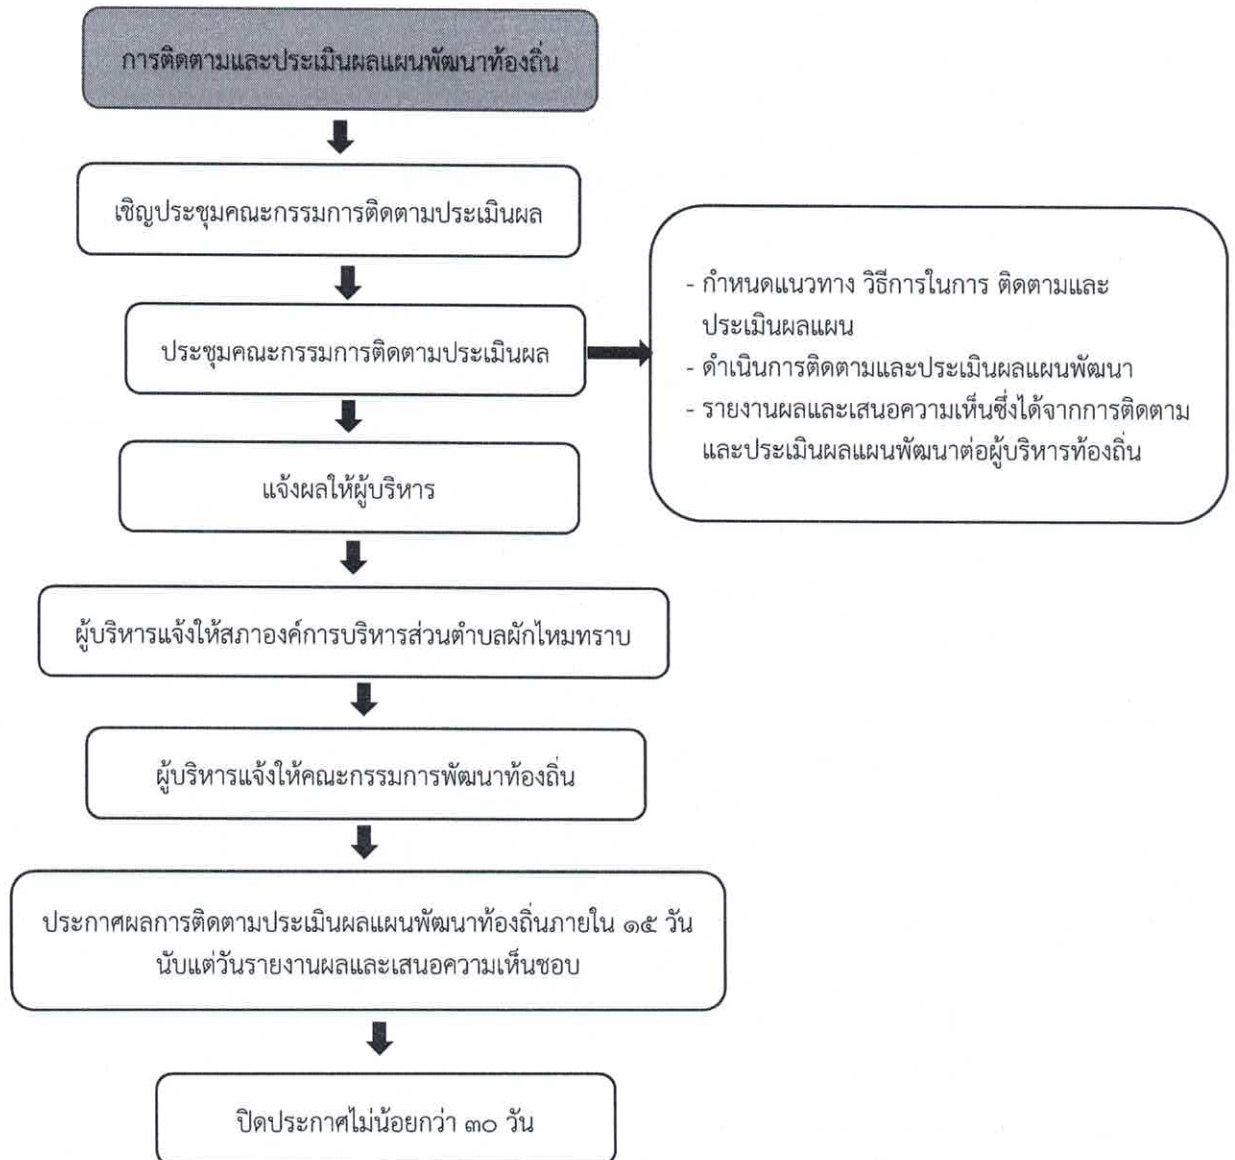 การติดตามและประเมินผลแผนพัฒนาท้องถิ่น
เชิญประชุมคณะกรรมการติดตามประเมินผล
ประชุมคณะกรรมการติดตามประเมินผล
- กำหนดแนวทาง วิธีการในการ ติดตามและ
ประเมินผลแผน
- ดำเนินการติดตามและประเมินผลแผนพัฒนา
- รายงานผลและเสนอความเห็นซึ่งได้จากการติดตาม
และประเมินผลแผนพัฒนาต่อผู้บริหารท้องถิ่น
แจ้งผลให้ผู้บริหาร
ผู้บริหารแจ้งให้สภาองค์การบริหารส่วนตำบลผักไหมทราบ
ผู้บริหารแจ้งให้คณะกรรมการพัฒนาท้องถิ่น
ประกาศผลการติดตามประเมินผลแผนพัฒนาท้องถิ่นภายใน ๑๕ วัน
นับแต่วันรายงานผลและเสนอความเห็นชอบ
ปิดประกาศไม่น้อยกว่า ๓๐ วัน